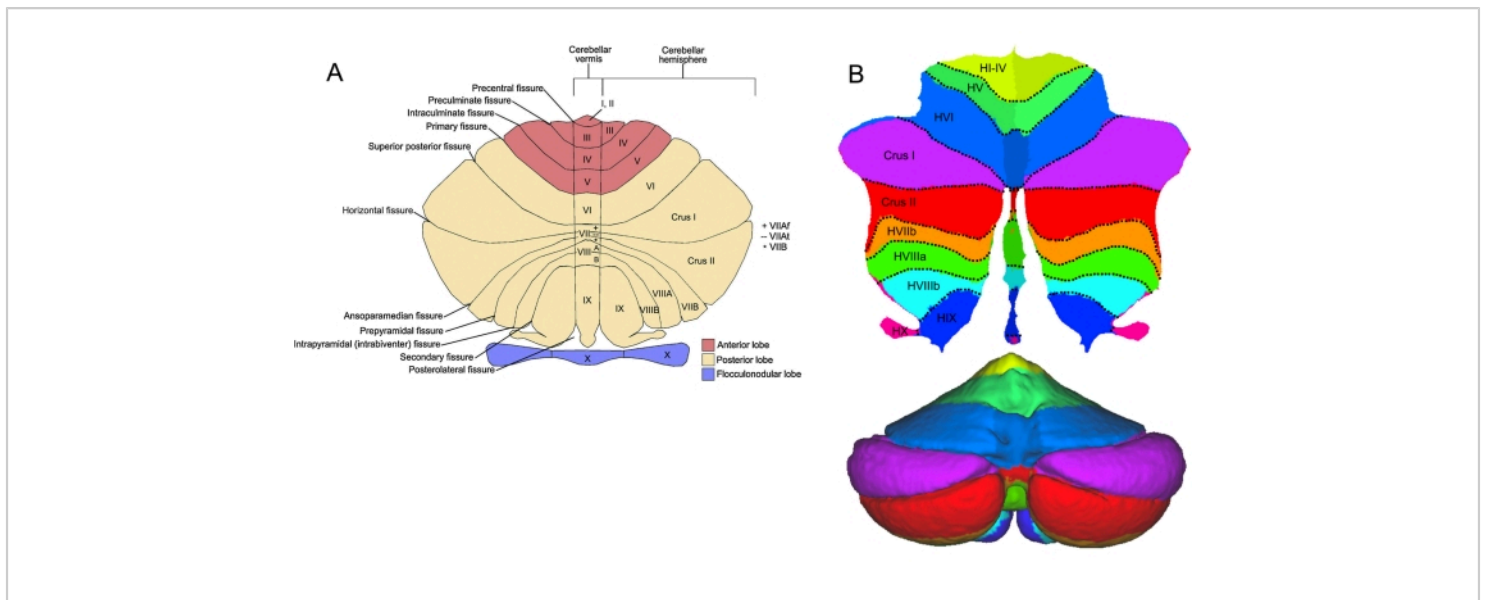 A
Cerebellar
vermis
Cerebellar
hemisphere
Precentral fissure
Preculminate fissure
Intraculminate fissure
Primary fissure
Superior posterior fissure
Horizontal fissure
Ansoparamedian fissure
Prepyramidal fissure
Intrapyramidal (intrabiventer) fissure
Secondary fissure
Posterolateral fissure
I, II
III
III
IV
IV
V
V
VI
VI
Crus I
VII
+ VIIAf
– VIIAt
• VIIB
VIII
A
B
Crus II
IX
IX
VIIIA
VIIIB
VIIB
X
X
Anterior lobe
Posterior lobe
Flocculonodular lobe
B
HI-IV
HV
HVI
Crus I
Crus II
HVIIb
HVIIIa
HVIIIb
HIX
HX